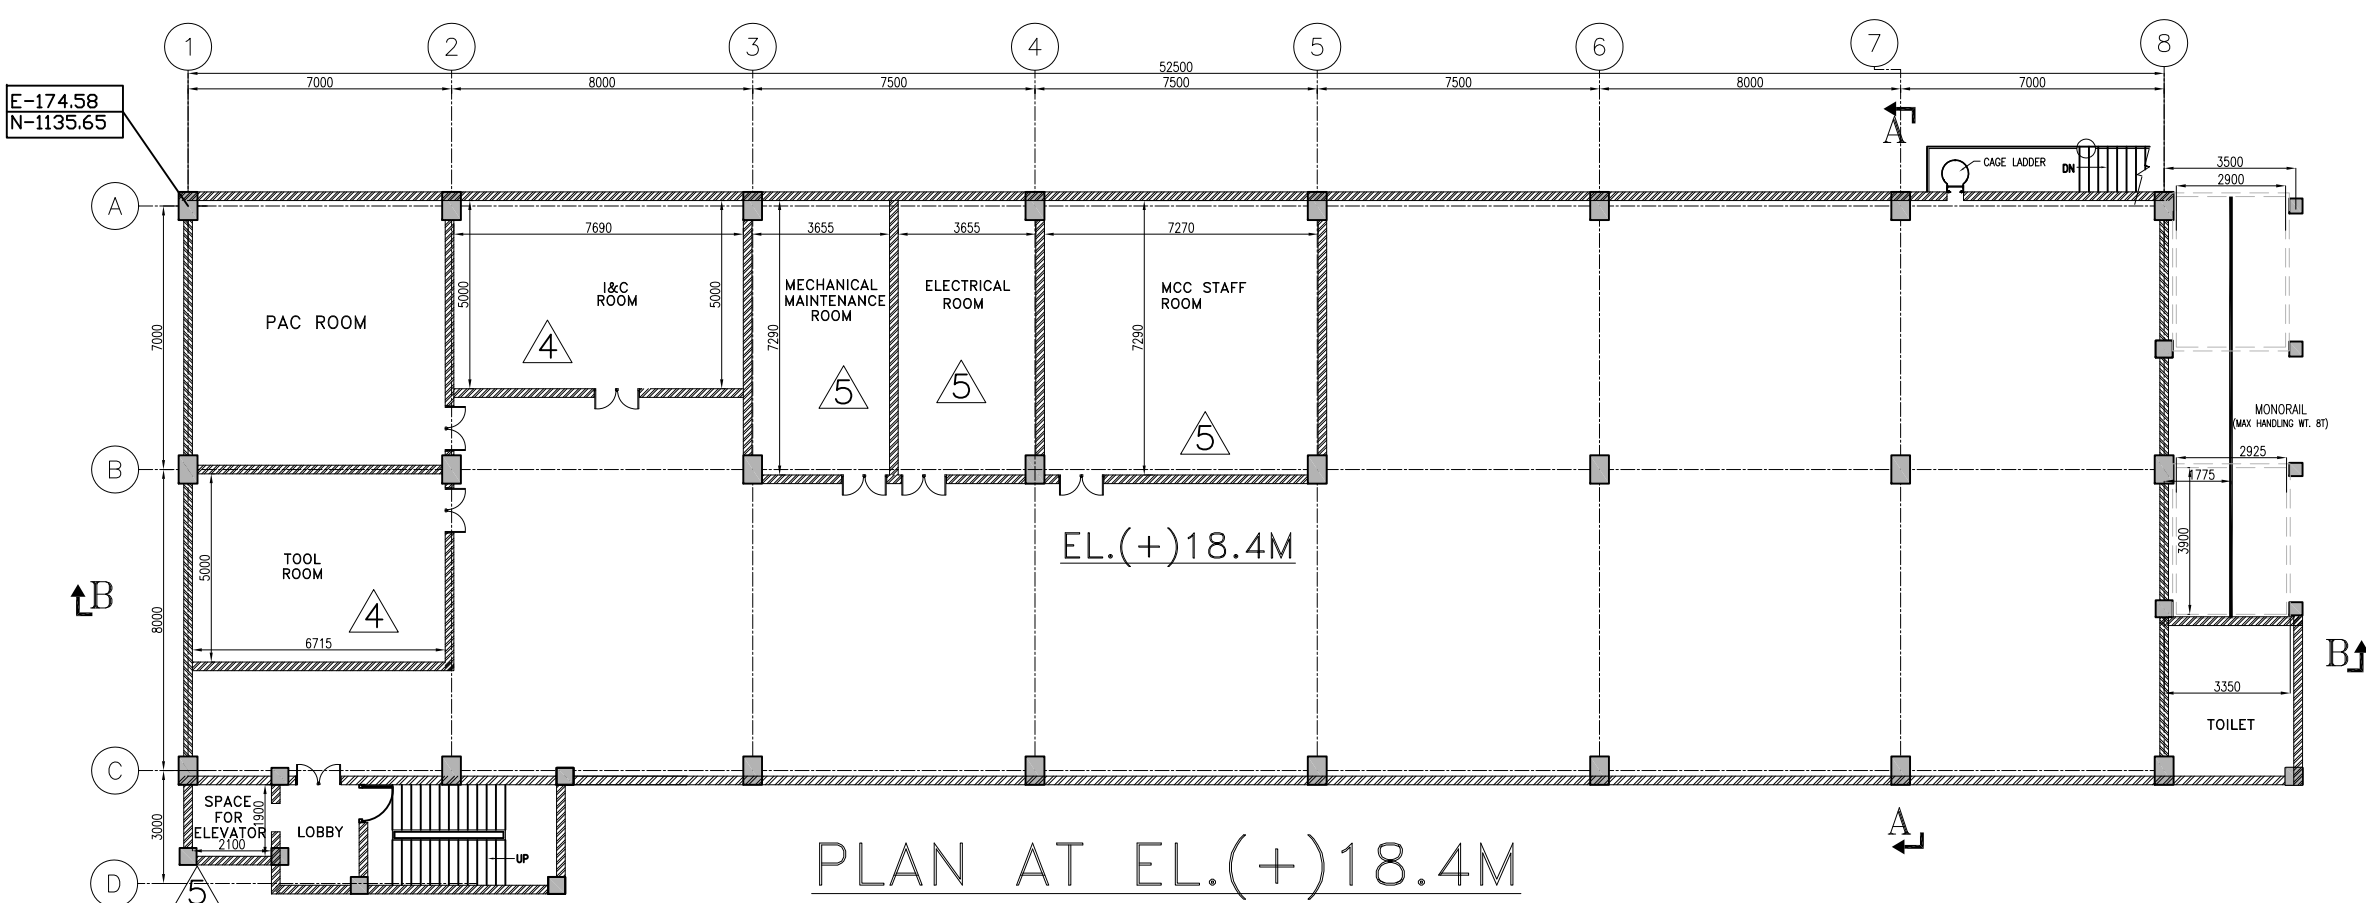 1
2
3
4
5
6
7
8
52500
7000
8000
7500
7500
7500
8000
7000
E-174.58
N-1135.65
A
CAGE LADDER
DN
3500
2900
A
7690
3655
3655
7270
5000
5000
7290
7290
7000
PAC ROOM
I&C
ROOM
4
MECHANICAL
MAINTENANCE
ROOM
5
ELECTRICAL
ROOM
5
MCC STAFF
ROOM
5
MONORAIL
(MAX HANDLING WT. 8T)
B
2925
1775
3900
EL.(+)18.4M
TOOL
ROOM
5000
4
6715
8000
B
B
3350
TOILET
C
SPACE
FOR
ELEVATOR
1900
2100
LOBBY
UP
3000
A
D
5
PLAN AT EL.(+)18.4M